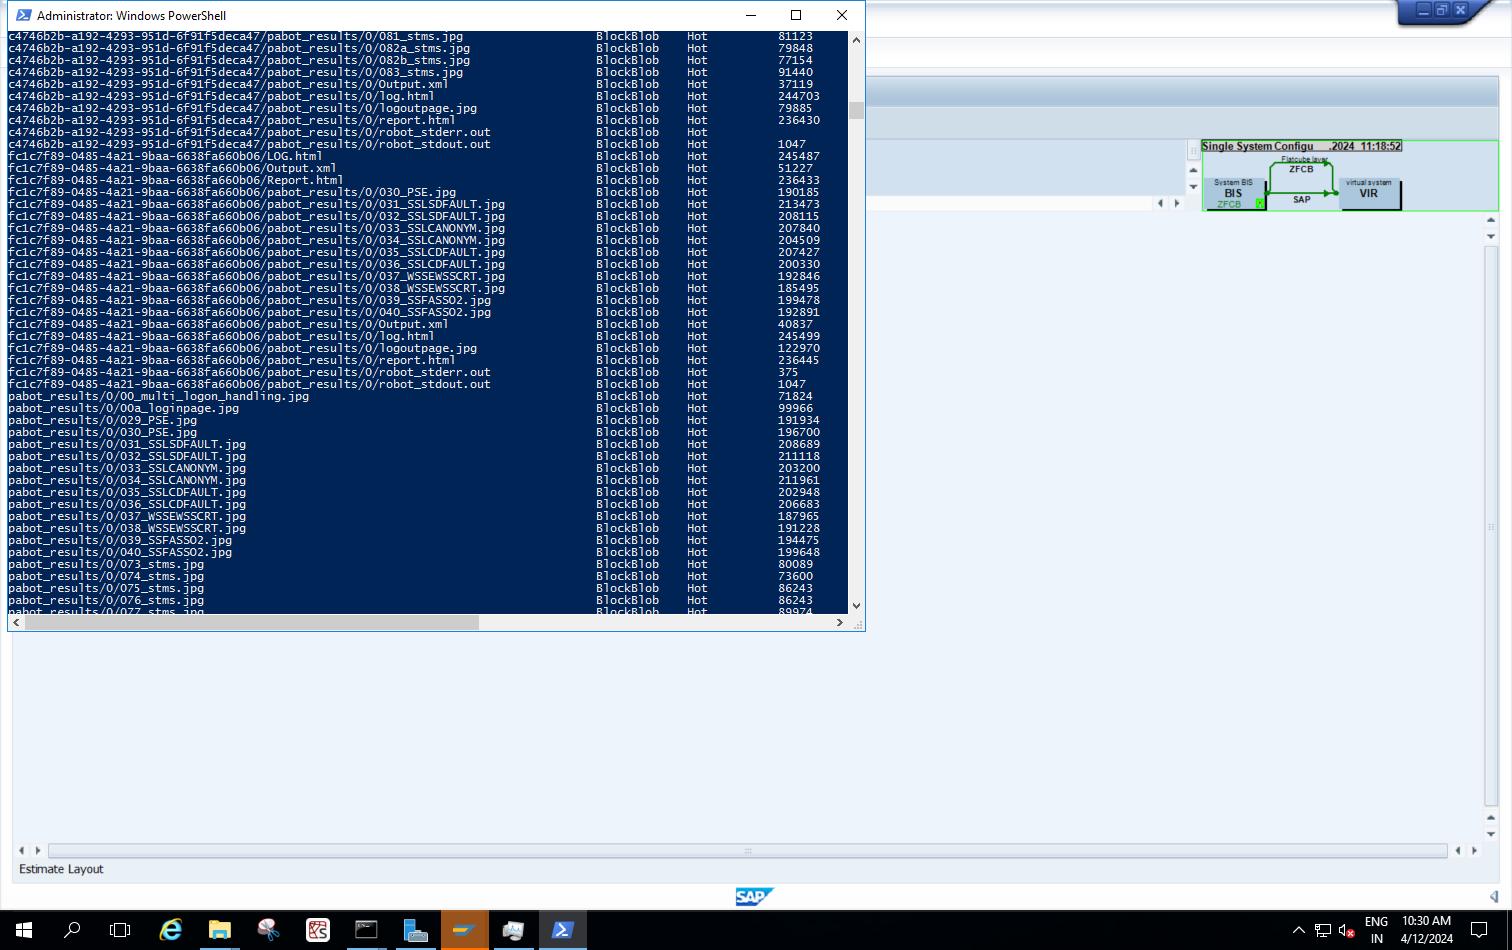 Administrator: Windows PowerShell
c4746b2b-a192-4293-951d-6f91f5deca47/pabot_results/0/081_stms.jpg BlockBlob Hot 81123
c4746b2b-a192-4293-951d-6f91f5deca47/pabot_results/0/082a_stms.jpg BlockBlob Hot 79848
c4746b2b-a192-4293-951d-6f91f5deca47/pabot_results/0/082b_stms.jpg BlockBlob Hot 77154
c4746b2b-a192-4293-951d-6f91f5deca47/pabot_results/0/083_stms.jpg BlockBlob Hot 91440
c4746b2b-a192-4293-951d-6f91f5deca47/pabot_results/0/Output.xml BlockBlob Hot 37119
c4746b2b-a192-4293-951d-6f91f5deca47/pabot_results/0/log.html BlockBlob Hot 244703
c4746b2b-a192-4293-951d-6f91f5deca47/pabot_results/0/logoutpage.jpg BlockBlob Hot 79885
c4746b2b-a192-4293-951d-6f91f5deca47/pabot_results/0/report.html BlockBlob Hot 236430
c4746b2b-a192-4293-951d-6f91f5deca47/pabot_results/0/robot_stderr.out BlockBlob Hot
c4746b2b-a192-4293-951d-6f91f5deca47/pabot_results/0/robot_stdout.out BlockBlob Hot 1047
fc1c7f89-0485-4a21-9baa-6638fa660b06/LOG.html BlockBlob Hot 245487
fc1c7f89-0485-4a21-9baa-6638fa660b06/Output.xml BlockBlob Hot 51227
fc1c7f89-0485-4a21-9baa-6638fa660b06/Report.html BlockBlob Hot 236433
fc1c7f89-0485-4a21-9baa-6638fa660b06/pabot_results/0/030_PSE.jpg BlockBlob Hot 190185
fc1c7f89-0485-4a21-9baa-6638fa660b06/pabot_results/0/031_SSLSDFAULT.jpg BlockBlob Hot 213473
fc1c7f89-0485-4a21-9baa-6638fa660b06/pabot_results/0/032_SSLSDFAULT.jpg BlockBlob Hot 208115
fc1c7f89-0485-4a21-9baa-6638fa660b06/pabot_results/0/033_SSLCANONYM.jpg BlockBlob Hot 207840
fc1c7f89-0485-4a21-9baa-6638fa660b06/pabot_results/0/034_SSLCANONYM.jpg BlockBlob Hot 204509
fc1c7f89-0485-4a21-9baa-6638fa660b06/pabot_results/0/035_SSLCDFAULT.jpg BlockBlob Hot 207427
fc1c7f89-0485-4a21-9baa-6638fa660b06/pabot_results/0/036_SSLCDFAULT.jpg BlockBlob Hot 200330
fc1c7f89-0485-4a21-9baa-6638fa660b06/pabot_results/0/037_WSSEWSSCRT.jpg BlockBlob Hot 192846
fc1c7f89-0485-4a21-9baa-6638fa660b06/pabot_results/0/038_WSSEWSSCRT.jpg BlockBlob Hot 185495
fc1c7f89-0485-4a21-9baa-6638fa660b06/pabot_results/0/039_SSFASSO2.jpg BlockBlob Hot 199478
fc1c7f89-0485-4a21-9baa-6638fa660b06/pabot_results/0/040_SSFASSO2.jpg BlockBlob Hot 192891
fc1c7f89-0485-4a21-9baa-6638fa660b06/pabot_results/0/Output.xml BlockBlob Hot 40837
fc1c7f89-0485-4a21-9baa-6638fa660b06/pabot_results/0/log.html BlockBlob Hot 245499
fc1c7f89-0485-4a21-9baa-6638fa660b06/pabot_results/0/logoutpage.jpg BlockBlob Hot 122970
fc1c7f89-0485-4a21-9baa-6638fa660b06/pabot_results/0/report.html BlockBlob Hot 236445
fc1c7f89-0485-4a21-9baa-6638fa660b06/pabot_results/0/robot_stderr.out BlockBlob Hot 375
fc1c7f89-0485-4a21-9baa-6638fa660b06/pabot_results/0/robot_stdout.out BlockBlob Hot 1047
pabot_results/0/00_multi_logon_handling.jpg BlockBlob Hot 71824
pabot_results/0/00a_loginpage.jpg BlockBlob Hot 99966
pabot_results/0/029_PSE.jpg BlockBlob Hot 191934
pabot_results/0/030_PSE.jpg BlockBlob Hot 196700
pabot_results/0/031_SSLSDFAULT.jpg BlockBlob Hot 208689
pabot_results/0/032_SSLSDFAULT.jpg BlockBlob Hot 211118
pabot_results/0/033_SSLCANONYM.jpg BlockBlob Hot 203200
pabot_results/0/034_SSLCANONYM.jpg BlockBlob Hot 211961
pabot_results/0/035_SSLCDFAULT.jpg BlockBlob Hot 202948
pabot_results/0/036_SSLCDFAULT.jpg BlockBlob Hot 206683
pabot_results/0/037_WSSEWSSCRT.jpg BlockBlob Hot 187965
pabot_results/0/038_WSSEWSSCRT.jpg BlockBlob Hot 191228
pabot_results/0/039_SSFASSO2.jpg BlockBlob Hot 194475
pabot_results/0/040_SSFASSO2.jpg BlockBlob Hot 199648
pabot_results/0/073_stms.jpg BlockBlob Hot 80089
pabot_results/0/074_stms.jpg BlockBlob Hot 73600
pabot_results/0/075_stms.jpg BlockBlob Hot 86243
pabot_results/0/076_stms.jpg BlockBlob Hot 86243
pabot_results/0/077_stms.jpg BlockBlob Hot 89974
Single System Configu .2024 11:18:52
Flatcube layer
ZFCB
System BIS
BIS
ZFCB
SAP
virtual system
VIR
Estimate Layout
SAP
ENG
IN
10:30 AM
4/12/2024